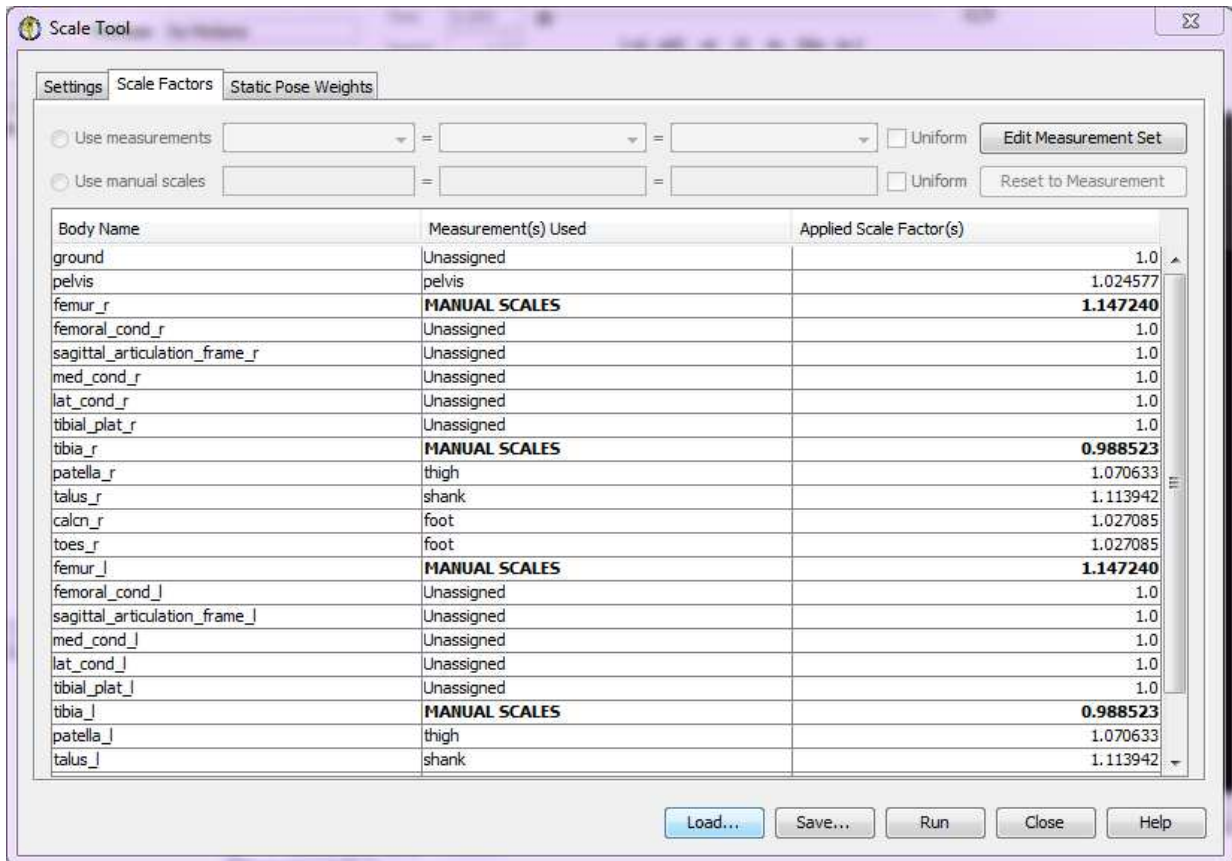 Scale Tool
Settings Scale Factors Static Pose Weights
Use measurements = = Uniform Edit Measurement Set
Use manual scales = = Uniform Reset to Measurement
Body Name Measurement(s) Used Applied Scale Factor(s)
ground Unassigned 1.0
pelvis pelvis 1.024577
femur_r MANUAL SCALES 1.147240
femoral_cond_r Unassigned 1.0
sagittal_articulation_frame_r Unassigned 1.0
med_cond_r Unassigned 1.0
lat_cond_r Unassigned 1.0
tibial_plat_r Unassigned 1.0
tibia_r MANUAL SCALES 0.988523
patella_r thigh 1.070633
talus_r shank 1.113942
calcn_r foot 1.027085
toes_r foot 1.027085
femur_l MANUAL SCALES 1.147240
femoral_cond_l Unassigned 1.0
sagittal_articulation_frame_l Unassigned 1.0
med_cond_l Unassigned 1.0
lat_cond_l Unassigned 1.0
tibial_plat_l Unassigned 1.0
tibia_l MANUAL SCALES 0.988523
patella_l thigh 1.070633
talus_l shank 1.113942
Load... Save... Run Close Help